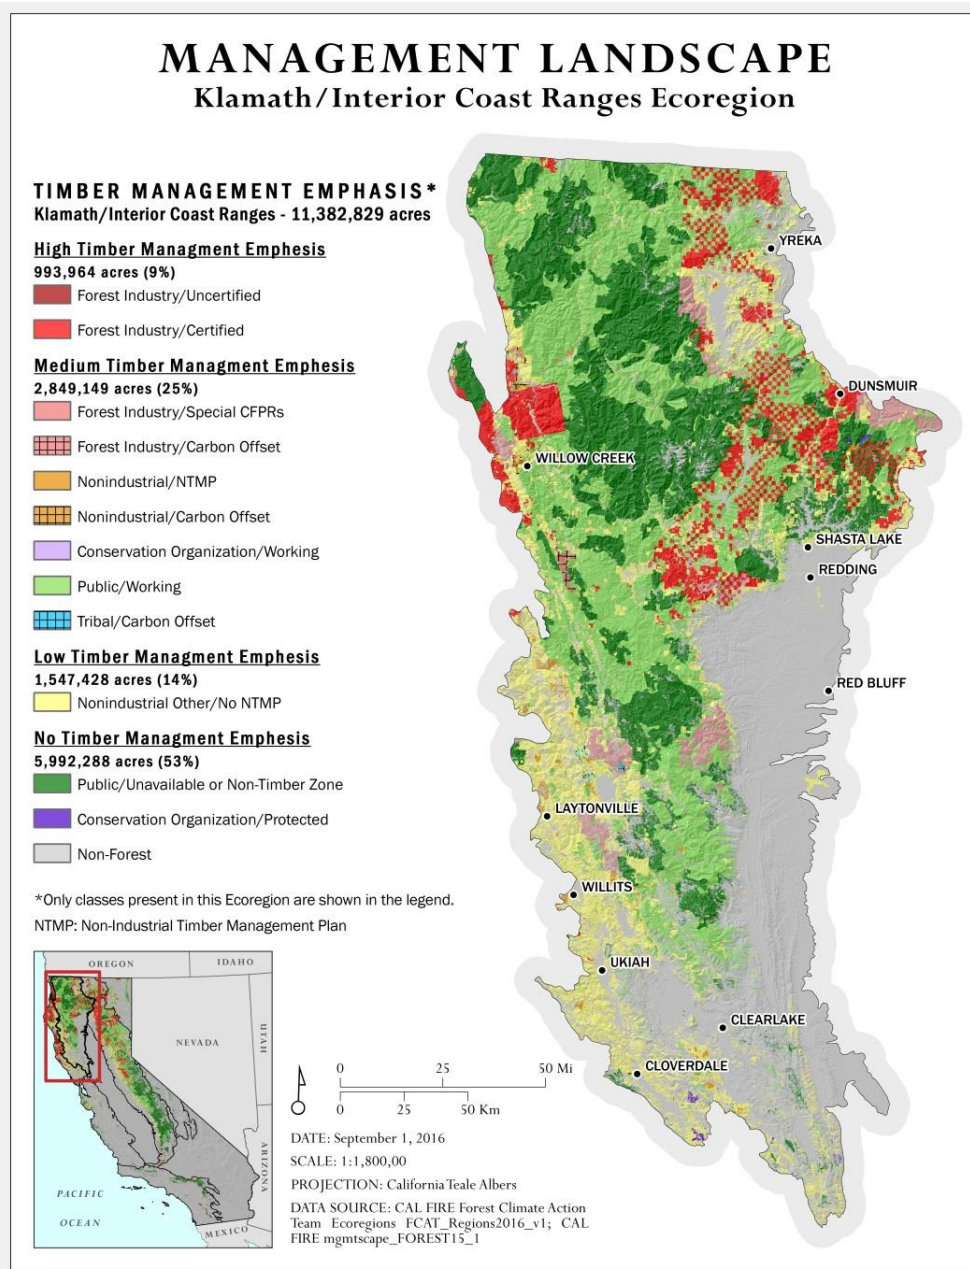 MANAGEMENT LANDSCAPE
Klamath/Interior Coast Ranges Ecoregion
TIMBER MANAGEMENT EMPHASIS*
Klamath/Interior Coast Ranges - 11,382,829 acres
High Timber Managment Emphesis
993,964 acres (9%)
Forest Industry/Uncertified
Forest Industry/Certified
Medium Timber Managment Emphesis
2,849,149 acres (25%)
Forest Industry/Special CFPRs
Forest Industry/Carbon Offset
Nonindustrial/NTMP
Nonindustrial/Carbon Offset
Conservation Organization/Working
Public/Working
Tribal/Carbon Offset
Low Timber Managment Emphesis
1,547,428 acres (14%)
Nonindustrial Other/No NTMP
No Timber Managment Emphesis
5,992,288 acres (53%)
Public/Unavailable or Non-Timber Zone
Conservation Organization/Protected
Non-Forest
*Only classes present in this Ecoregion are shown in the legend.
NTMP: Non-Industrial Timber Management Plan
YREKA
DUNSMUIR
WILLOW CREEK
SHASTA LAKE
REDDING
RED BLUFF
LAYTONVILLE
WILLITS
UKIAH
CLEARLAKE
CLOVERDALE
OREGON
IDAHO
NEVADA
UTAH
ARIZONA
PACIFIC
OCEAN
MEXICO
0 25 50 Mi
0 25 50 Km
DATE: September 1, 2016
SCALE: 1:1,800,00
PROJECTION: California Teale Albers
DATA SOURCE: CAL FIRE Forest Climate Action
Team Ecoregions FCAT_Regions2016_v1; CAL
FIRE mgmtscape_FOREST15_1